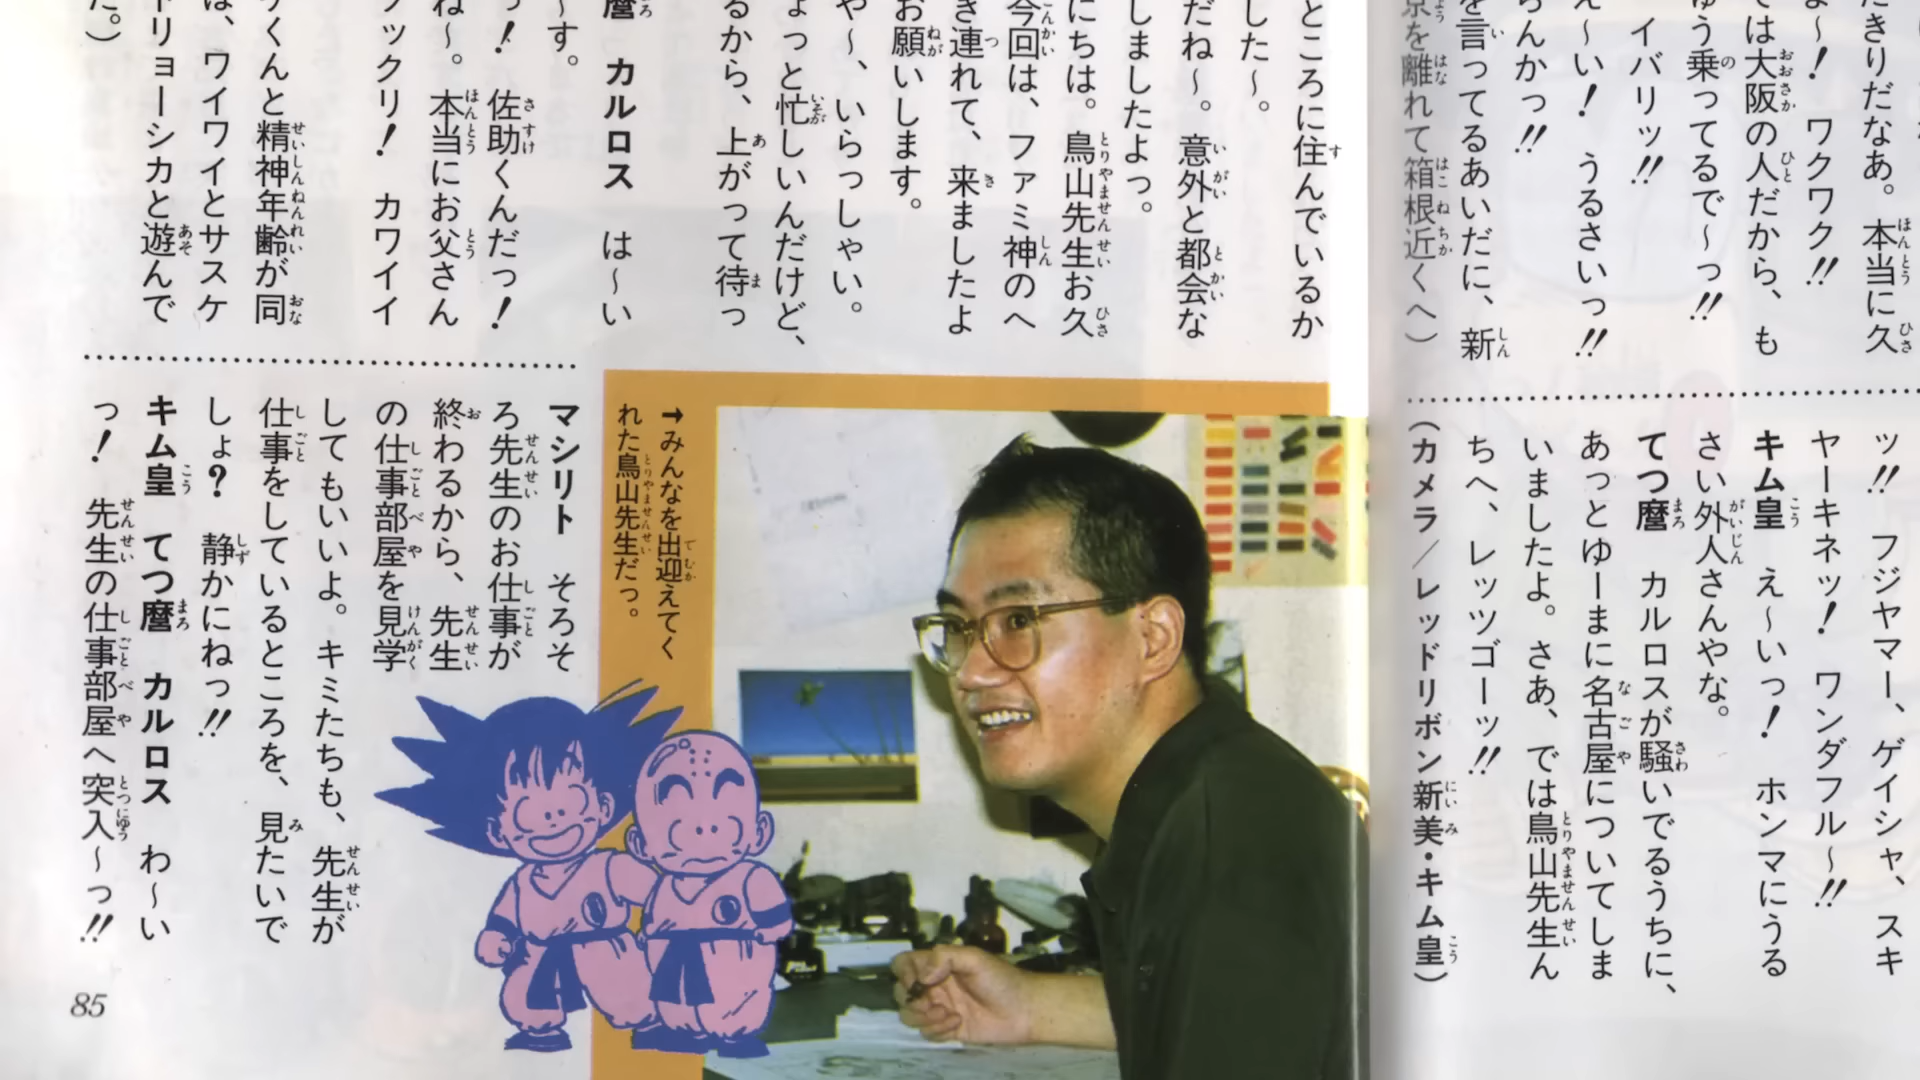 たきりだなあ。本当に久
よ〜！　ワクワク!!
では大阪の人だから、も
ゅう乗ってるで〜っ!!
イバリッ!!
え〜い！　うるさいっ!!
らんかっ!!
を言ってるあいだに、新
京を離れて箱根近くへ）
ッ!!　フジヤマー、ゲイシャ、スキ
ヤーキネッ！　ワンダフル〜!!
キム皇　え〜いっ！　ホンマにうる
さい外人さんやな。
てつ麿　カルロスが騒いでるうちに、
あっとゆーまに名古屋についてしま
いましたよ。さあ、では鳥山先生ん
ちへ、レッツゴーッ!!
（カメラ／レッドリボン新美・キム皇）
ところに住んでいるか
した〜。
だね〜。意外と都会な
しましたよっ。
にちは。鳥山先生お久
今回は、ファミ神のへ
き連れて、来ましたよ
お願いします。
や〜、いらっしゃい。
ょっと忙しいんだけど、
るから、上がって待っ
麿　カルロス　は〜い
〜す。
っ！　佐助くんだっ！
ね〜。本当にお父さん
ックリ！　カワイイ
りくんと精神年齢が同
は、ワイワイとサスケ
トリョーシカと遊んで
た。）
➡みんなを出迎えてく
れた鳥山先生だっ。
マシリト　そろそ
ろ先生のお仕事が
終わるから、先生
の仕事部屋を見学
してもいいよ。キミたちも、先生が
仕事をしているところを、見たいで
しょ？　静かにねっ!!
キム皇　てつ麿　カルロス　わ〜い
っ！　先生の仕事部屋へ突入〜っ!!
85